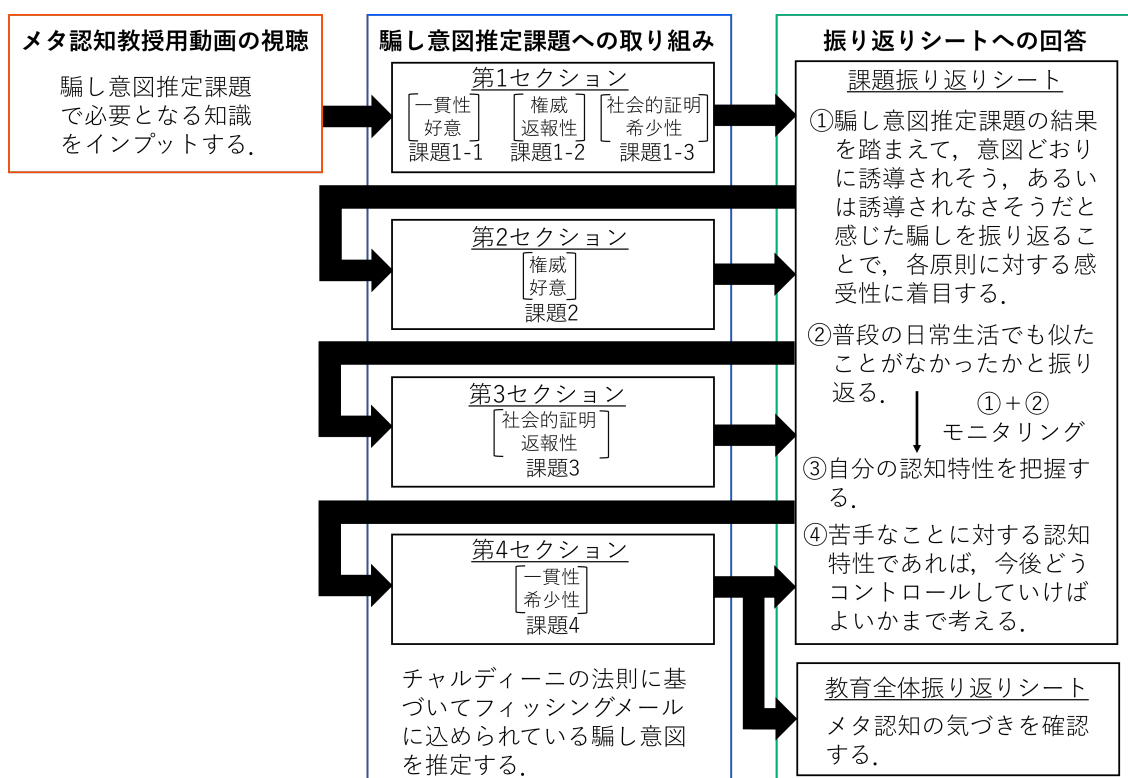 メタ認知教授用動画の視聴
騙し意図推定課題
で必要となる知識
をインプットする.
騙し意図推定課題への取り組み
第1セクション
一貫性
好意
課題1-1
権威
返報性
課題1-2
社会的証明
希少性
課題1-3
第2セクション
権威
好意
課題2
第3セクション
社会的証明
返報性
課題3
第4セクション
一貫性
希少性
課題4
チャルディーニの法則に基
づいてフィッシングメール
に込められている騙し意図
を推定する.
振り返りシートへの回答
課題振り返りシート
①騙し意図推定課題の結果
を踏まえて,意図どおり
に誘導されそう,あるい
は誘導されなさそうだと
感じた騙しを振り返るこ
とで,各原則に対する感
受性に着目する.
②普段の日常生活でも似た
ことがなかったかと振り
返る.
①+②
モニタリング
③自分の認知特性を把握す
る.
④苦手なことに対する認知
特性であれば,今後どう
コントロールしていけば
よいかまで考える.
教育全体振り返りシート
メタ認知の気づきを確認
する.